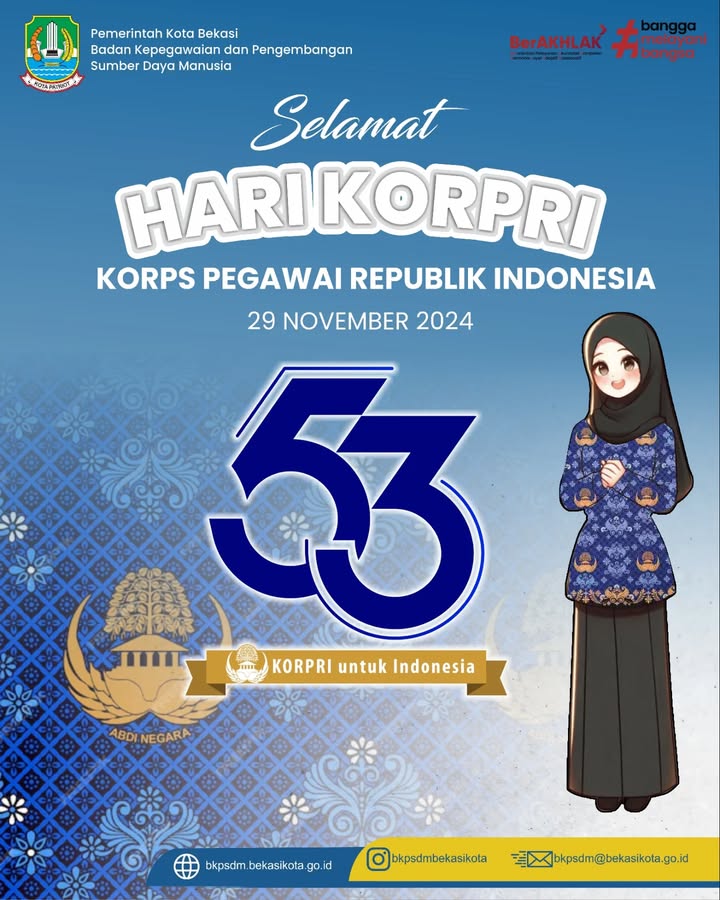 Pemerintah Kota Bekasi
Badan Kepegawaian dan Pengembangan
Sumber Daya Manusia
KOTA PATRIOT
BerAKHLAK
#bangga
melayani
bangsa
Selamat
HARI KORPRI
KORPS PEGAWAI REPUBLIK INDONESIA
29 NOVEMBER 2024
53
KORPRI untuk Indonesia
ABDI NEGARA
bkpsdm.bekasikota.go.id
bkpsdmbekasikota
bkpsdm@bekasikota.go.id